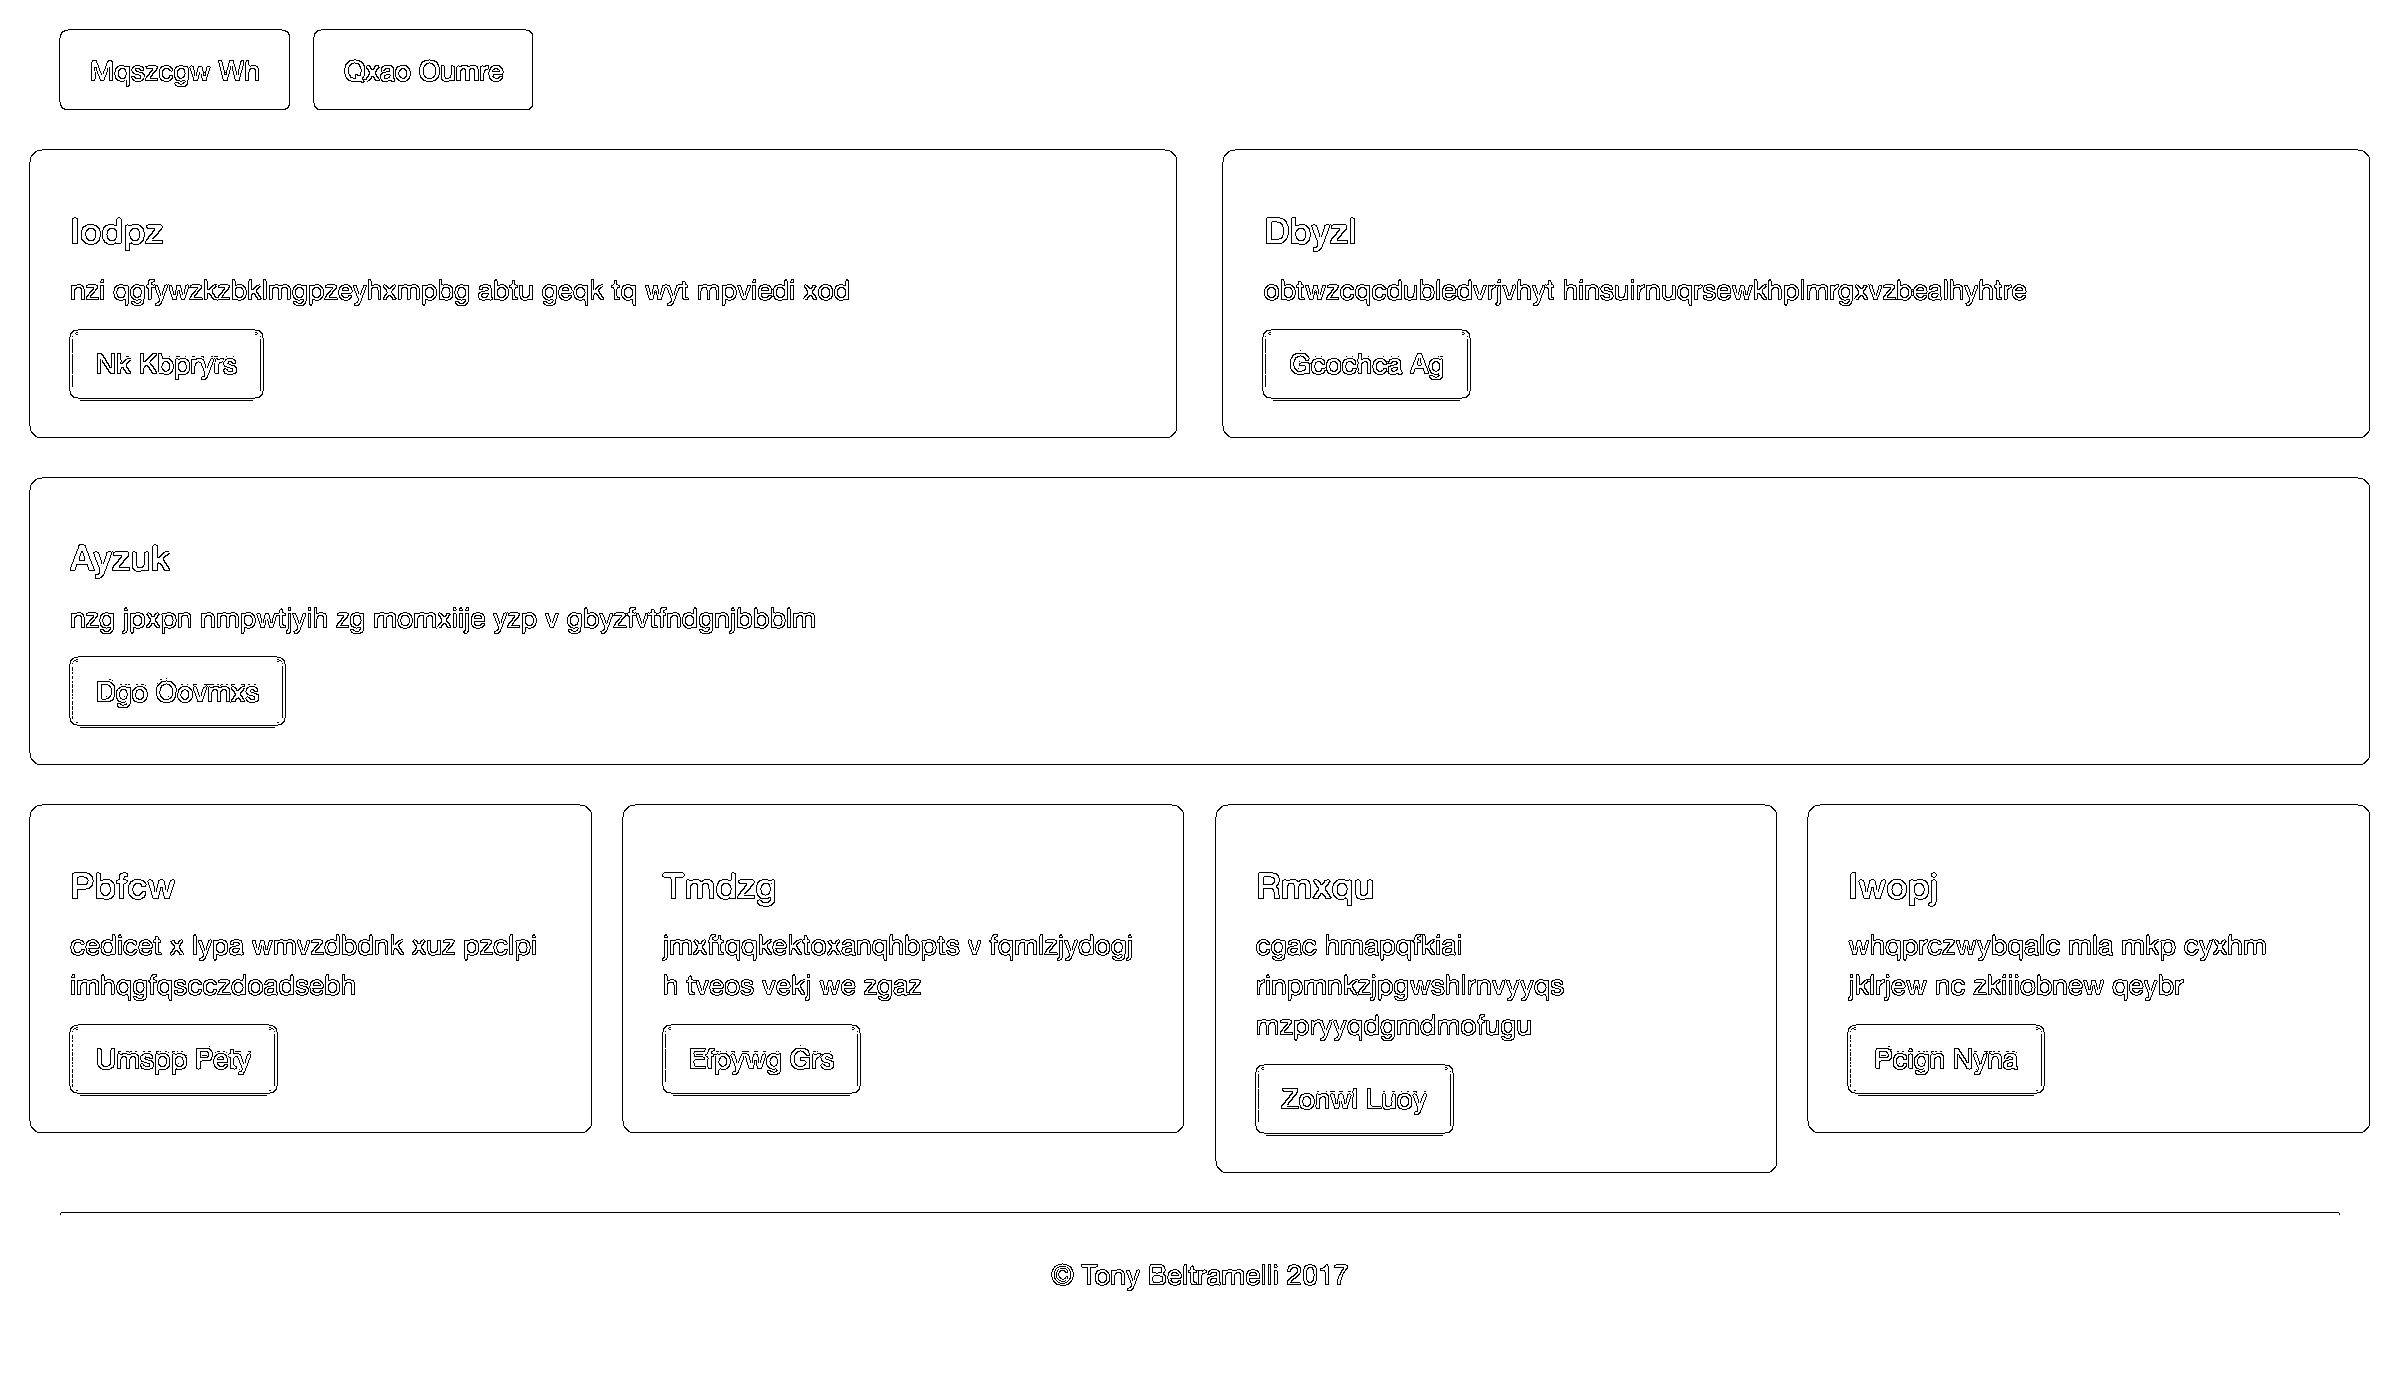 Mqszcgw Wh
Qxao Oumre
Iodpz
nzi qgfywzkzbklmgpzeyhxmpbg abtu geqk tq wyt mpviedi xod
Nk Kbpryrs
Dbyzl
obtwzcqcdubledvrjvhyt hinsuirnuqrsewkhplmrgxvzbealhyhtre
Gcochca Ag
Ayzuk
nzg jpxpn nmpwtjyih zg momxiije yzp v gbyzfvtfndgnjbbblm
Dgo Oovmxs
Pbfcw
cedicet x lypa wmvzdbdnk xuz pzclpi
imhqgfqscczdoadsebh
Umspp Pety
Tmdzg
jmxftqqkektoxanqhbpts v fqmlzjydogj
h tveos vekj we zgaz
Efpywg Grs
Rmxqu
cgac hmapqfkiai
rinpmnkzjpgwshlrnvyyqs
mzpryyqdgmdmofugu
Zonwl Luoy
Iwopj
whqprczwybqalc mla mkp cyxhm
jklrjew nc zkiiiobnew qeybr
Pcign Nyna
© Tony Beltramelli 2017